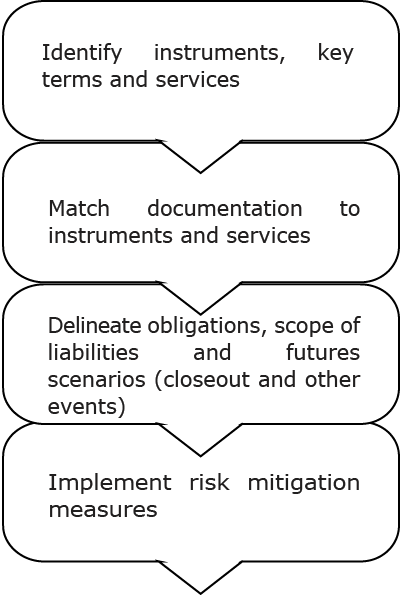 Identify instruments, key
terms and services
Match documentation to
instruments and services
Delineate obligations, scope of
liabilities and futures
scenarios (closeout and other
events)
Implement risk mitigation
measures